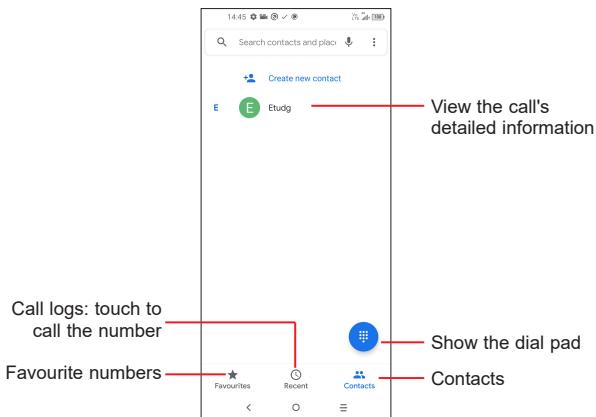 14:45
Search contacts and place
Create new contact
E
E
Etudg
View the call's
detailed information
Call logs: touch to
call the number
Show the dial pad
Favourite numbers
Favourites
Recent
Contacts
Contacts